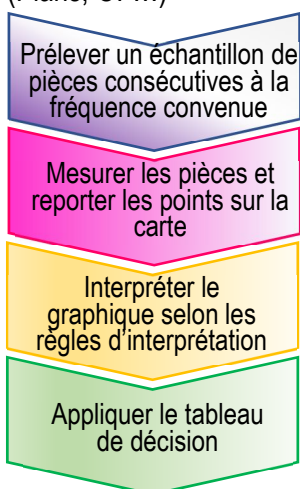 Prélever un échantillon de
pièces consécutives à la
fréquence convenue
Mesurer les pièces et
reporter les points sur la
carte
Interpréter le
graphique selon les
règles d'interprétation
Appliquer le tableau
de décision